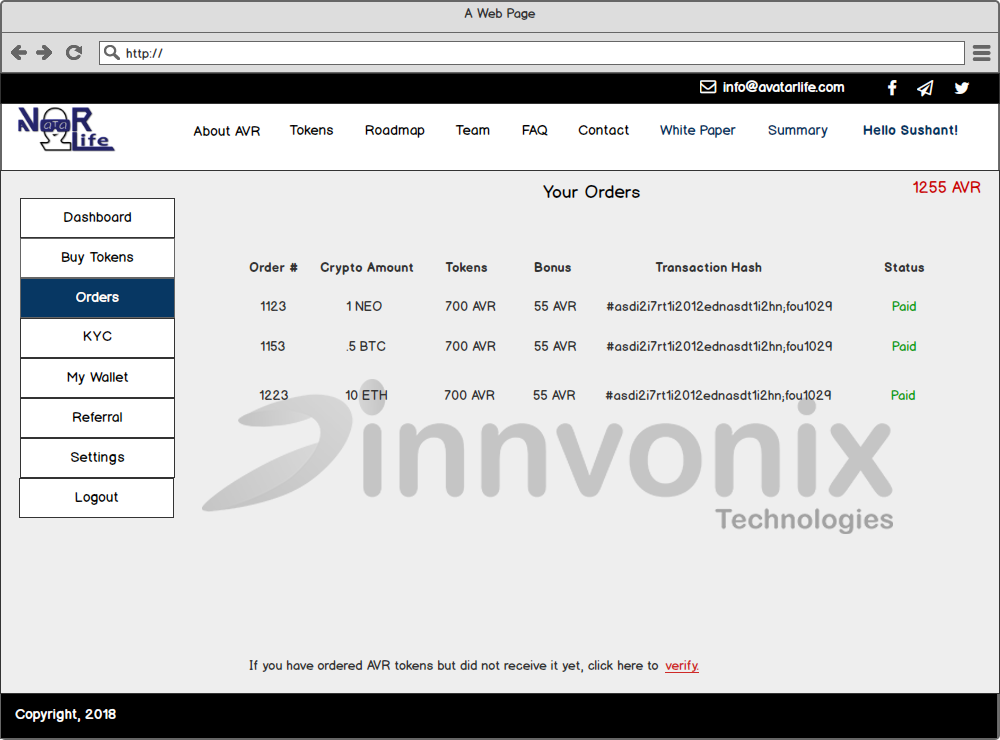 A Web Page
http://
info@avatarlife.com
NATAR Life
About AVR Tokens Roadmap Team FAQ Contact White Paper Summary Hello Sushant!
Your Orders
1255 AVR
Dashboard
Buy Tokens
Orders
KYC
My Wallet
Referral
Settings
Logout
Order # Crypto Amount Tokens Bonus Transaction Hash Status
1123 1 NEO 700 AVR 55 AVR #asdi2i7rt1i2012ednasdt1i2hn;fou1029 Paid
1153 .5 BTC 700 AVR 55 AVR #asdi2i7rt1i2012ednasdt1i2hn;fou1029 Paid
1223 10 ETH 700 AVR 55 AVR #asdi2i7rt1i2012ednasdt1i2hn;fou1029 Paid
innvonix
Technologies
If you have ordered AVR tokens but did not receive it yet, click here to verify.
Copyright, 2018